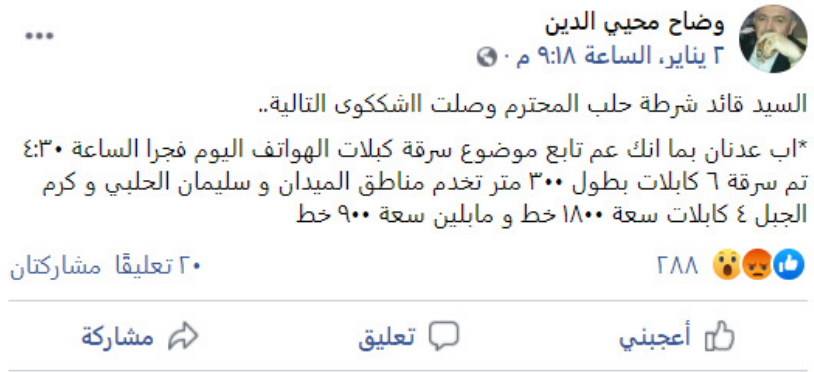 وضاح محيي الدين
٢ يناير، الساعة ٩:١٨ م ·
السيد قائد شرطة حلب المحترم وصلت ااشككوى التالية..
*اب عدنان بما انك عم تابع موضوع سرقة كبلات الهواتف اليوم فجرا الساعة ٤:٣٠
تم سرقة ٦ كابلات بطول ٣٠٠ متر تخدم مناطق الميدان و سليمان الحلبي و كرم
الجبل ٤ كابلات سعة ١٨٠٠ خط و مابلين سعة ٩٠٠ خط
٢٨٨
٢٠ تعليقًا مشاركتان
أعجبني تعليق مشاركة